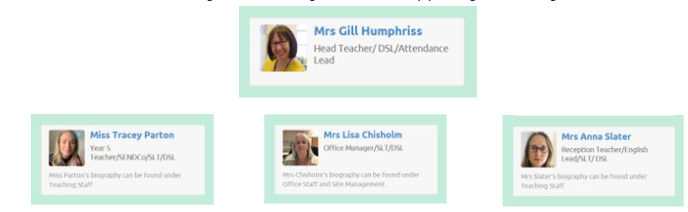 Mrs Gill Humphriss
Head Teacher/ DSL/Attendance
Lead
Miss Tracey Parton
Year 5
Teacher/SENDCo/SLT/DSL
Miss Parton's biography can be found under
Teaching Staff.
Mrs Lisa Chisholm
Office Manager/SLT/DSL
Mrs Chisholm's biography can be found under
Office Staff and Site Management.
Mrs Anna Slater
Reception Teacher/English
Lead/SLT/ DSL
Mrs Slater's biography can be found under
Teaching Staff.